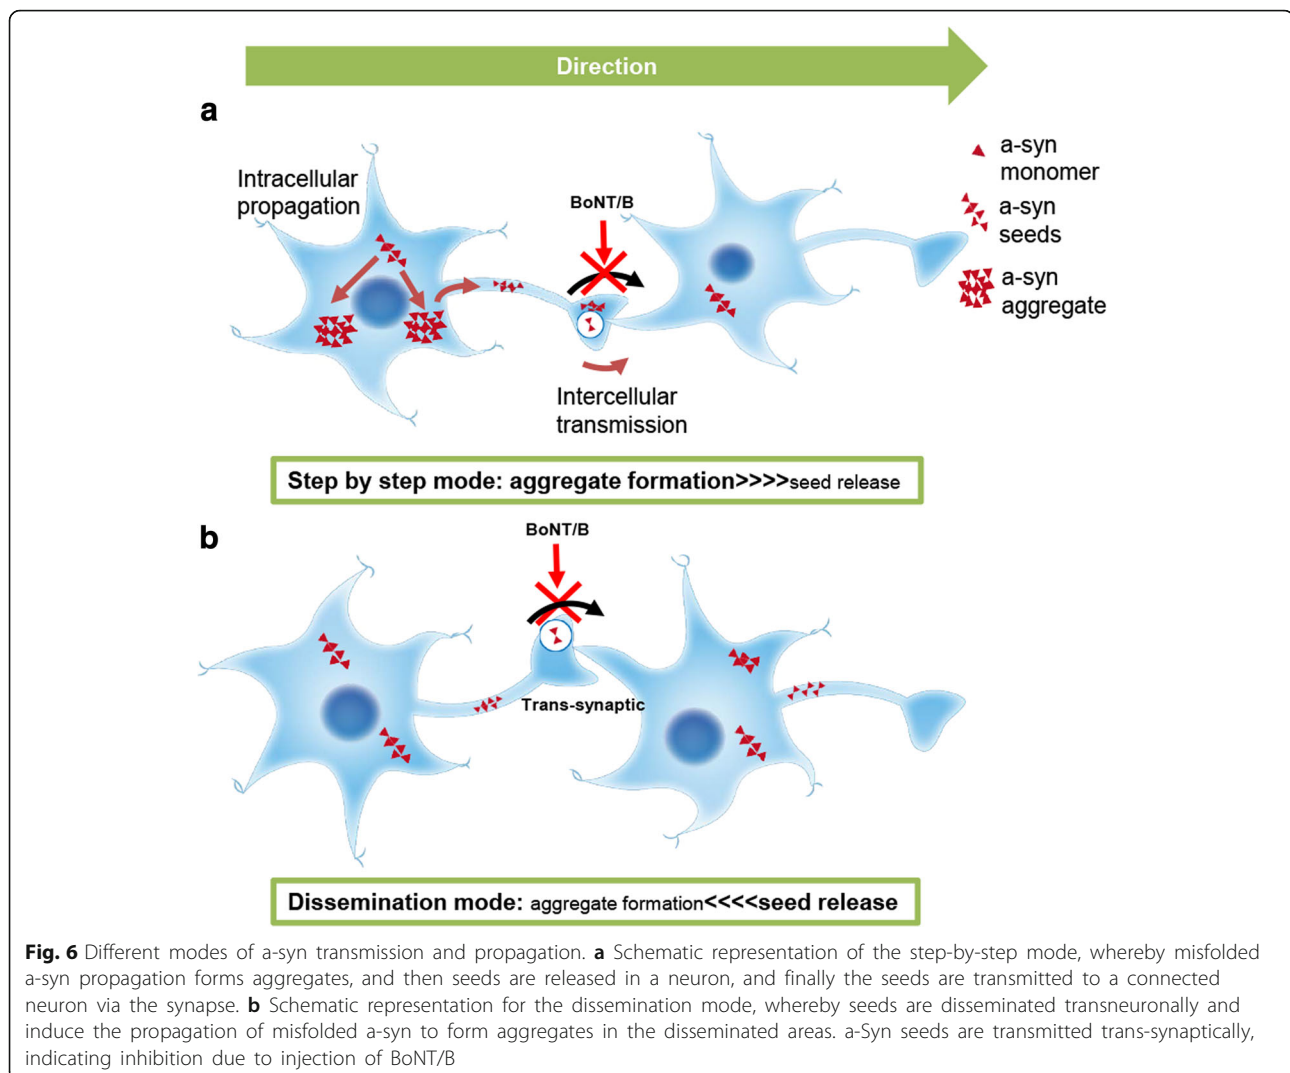 Direction
a
Intracellular
propagation
BoNT/B
a-syn
monomer
a-syn
seeds
a-syn
aggregate
Intercellular
transmission
Step by step mode: aggregate formation>>>>seed release
b
BoNT/B
Trans-synaptic
Dissemination mode: aggregate formation<<<<seed release
Fig. 6 Different modes of a-syn transmission and propagation. a Schematic representation of the step-by-step mode, whereby misfolded
a-syn propagation forms aggregates, and then seeds are released in a neuron, and finally the seeds are transmitted to a connected
neuron via the synapse. b Schematic representation for the dissemination mode, whereby seeds are disseminated transneuronally and
induce the propagation of misfolded a-syn to form aggregates in the disseminated areas. a-Syn seeds are transmitted trans-synaptically,
indicating inhibition due to injection of BoNT/B